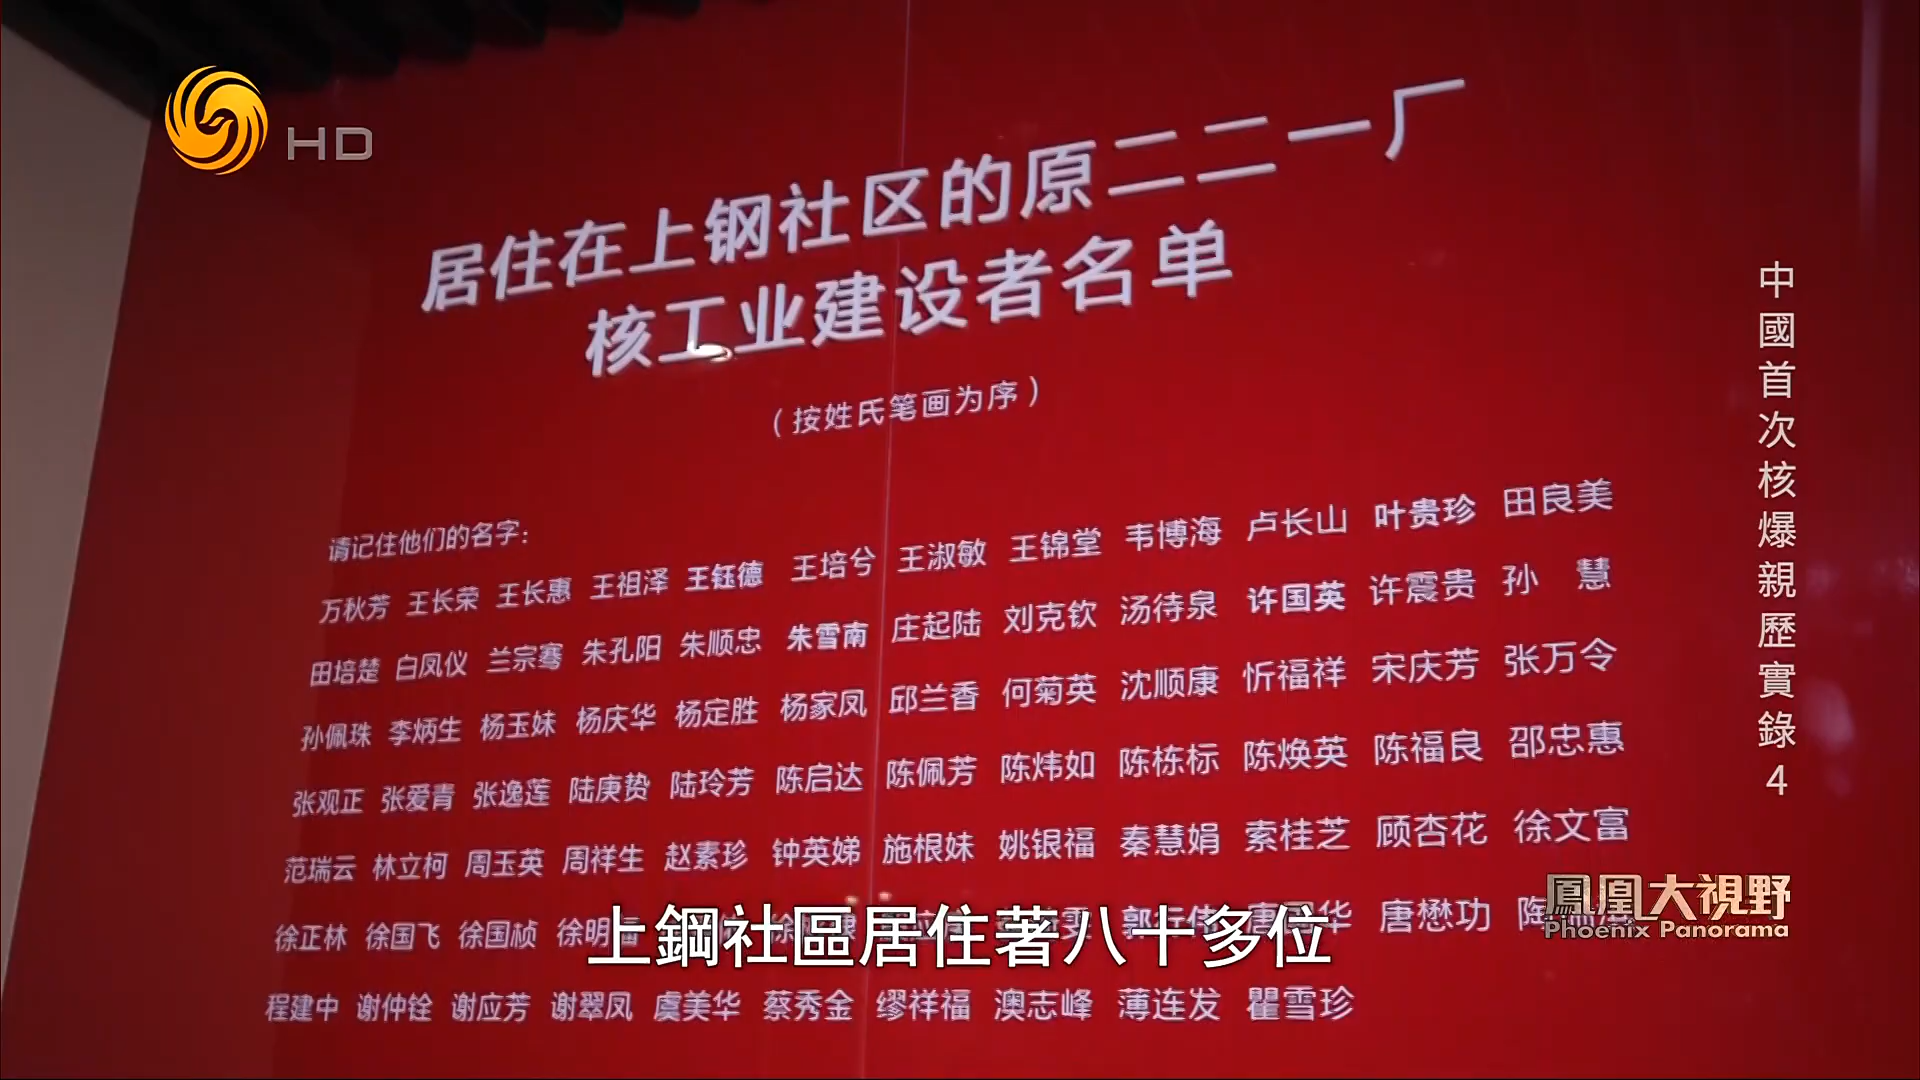 HD
居住在上钢社区的原二二一厂
核工业建设者名单
（按姓氏笔画为序）
请记住他们的名字：
万秋芳 王长荣 王长惠 王祖泽 王钰德 王培兮 王淑敏 王锦堂 韦博海 卢长山 叶贵珍 田良美
田培楚 白凤仪 兰宗骞 朱孔阳 朱顺忠 朱雪南 庄起陆 刘克钦 汤待泉 许国英 许震贵 孙 慧
孙佩珠 李炳生 杨玉妹 杨庆华 杨定胜 杨家凤 邱兰香 何菊英 沈顺康 忻福祥 宋庆芳 张万令
张观正 张爱青 张逸莲 陆庚贽 陆玲芳 陈启达 陈佩芳 陈炜如 陈栋标 陈焕英 陈福良 邵忠惠
范瑞云 林立柯 周玉英 周祥生 赵素珍 钟英娣 施根妹 姚银福 秦慧娟 索桂芝 顾杏花 徐文富
徐正林 徐国飞 徐国桢 徐明 唐懋功
程建中 谢仲铨 谢应芳 谢翠凤 虞美华 蔡秀金 缪祥福 澳志峰 薄连发 瞿雪珍
上鋼社區居住著八十多位
中國首次核爆親歷實錄4
鳳凰大視野
Phoenix Panorama